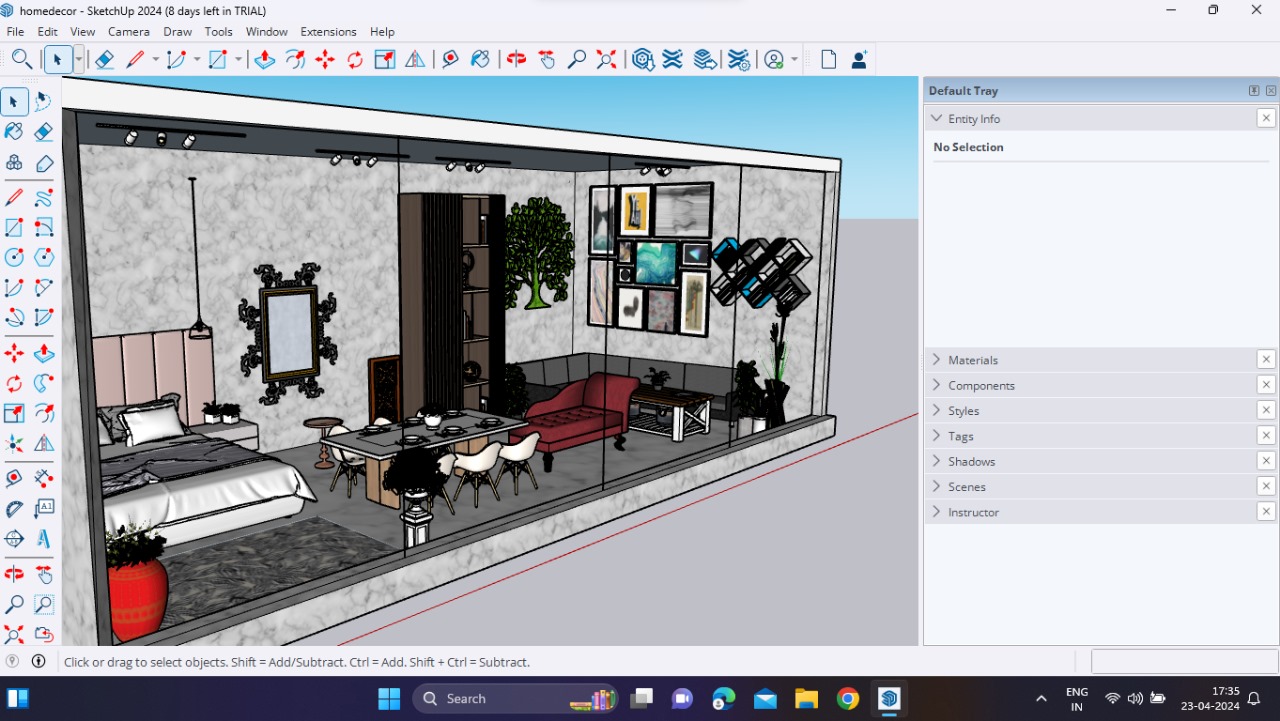 homedecor - SketchUp 2024 (8 days left in TRIAL)
File Edit View Camera Draw Tools Window Extensions Help
Default Tray
Entity Info
No Selection
Materials
Components
Styles
Tags
Shadows
Scenes
Instructor
A1
A
Click or drag to select objects. Shift = Add/Subtract. Ctrl = Add. Shift + Ctrl = Subtract.
Search
ENG
IN
17:35
23-04-2024